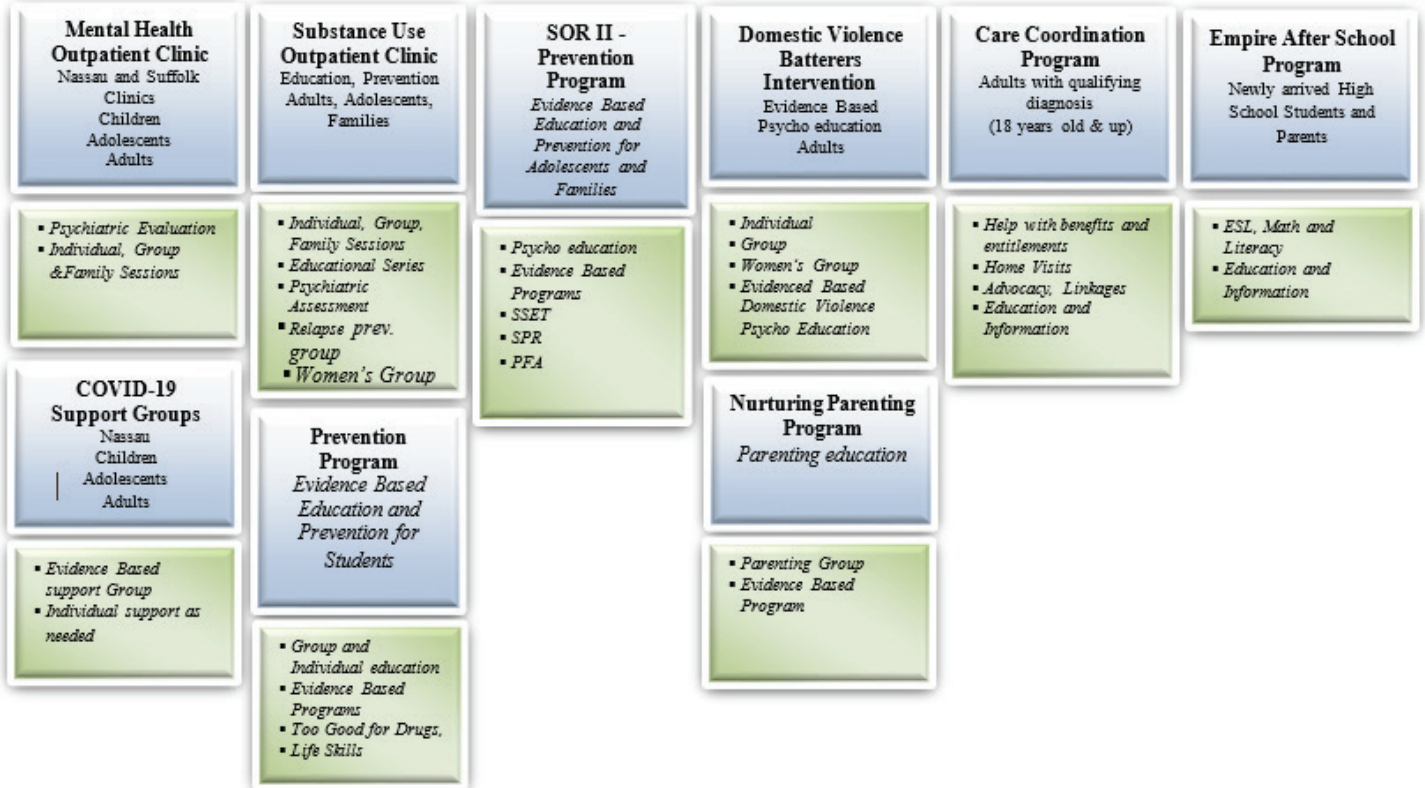 Mental Health
Outpatient Clinic
Nassau and Suffolk
Clinics
Children
Adolescents
Adults
▪ Psychiatric Evaluation
▪ Individual, Group
&Family Sessions
COVID-19
Support Groups
Nassau
Children
Adolescents
Adults
▪ Evidence Based
support Group
▪ Individual support as
needed
Substance Use
Outpatient Clinic
Education, Prevention
Adults, Adolescents,
Families
▪ Individual, Group,
Family Sessions
▪ Educational Series
▪ Psychiatric
Assessment
▪ Relapse prev.
group
▪ Women's Group
Prevention
Program
Evidence Based
Education and
Prevention for
Students
▪ Group and
Individual education
▪ Evidence Based
Programs
▪ Too Good for Drugs,
▪ Life Skills
SOR II -
Prevention
Program
Evidence Based
Education and
Prevention for
Adolescents and
Families
▪ Psycho education
▪ Evidence Based
Programs
▪ SSET
▪ SPR
▪ PFA
Domestic Violence
Batterers
Intervention
Evidence Based
Psycho education
Adults
▪ Individual
▪ Group
▪ Women's Group
▪ Evidenced Based
Domestic Violence
Psycho Education
Nurturing Parenting
Program
Parenting education
▪ Parenting Group
▪ Evidence Based
Program
Care Coordination
Program
Adults with qualifying
diagnosis
(18 years old & up)
▪ Help with benefits and
entitlements
▪ Home Visits
▪ Advocacy, Linkages
▪ Education and
Information
Empire After School
Program
Newly arrived High
School Students and
Parents
▪ ESL, Math and
Literacy
▪ Education and
Information